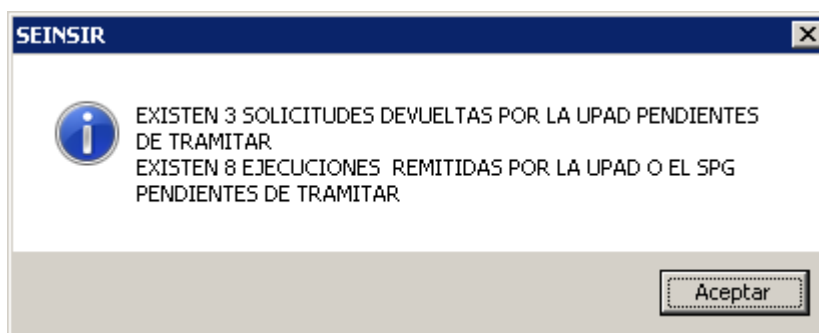 SEINSIR
EXISTEN 3 SOLICITUDES DEVUELTAS POR LA UPAD PENDIENTES
DE TRAMITAR
EXISTEN 8 EJECUCIONES  REMITIDAS POR LA UPAD O EL SPG
PENDIENTES DE TRAMITAR
Aceptar